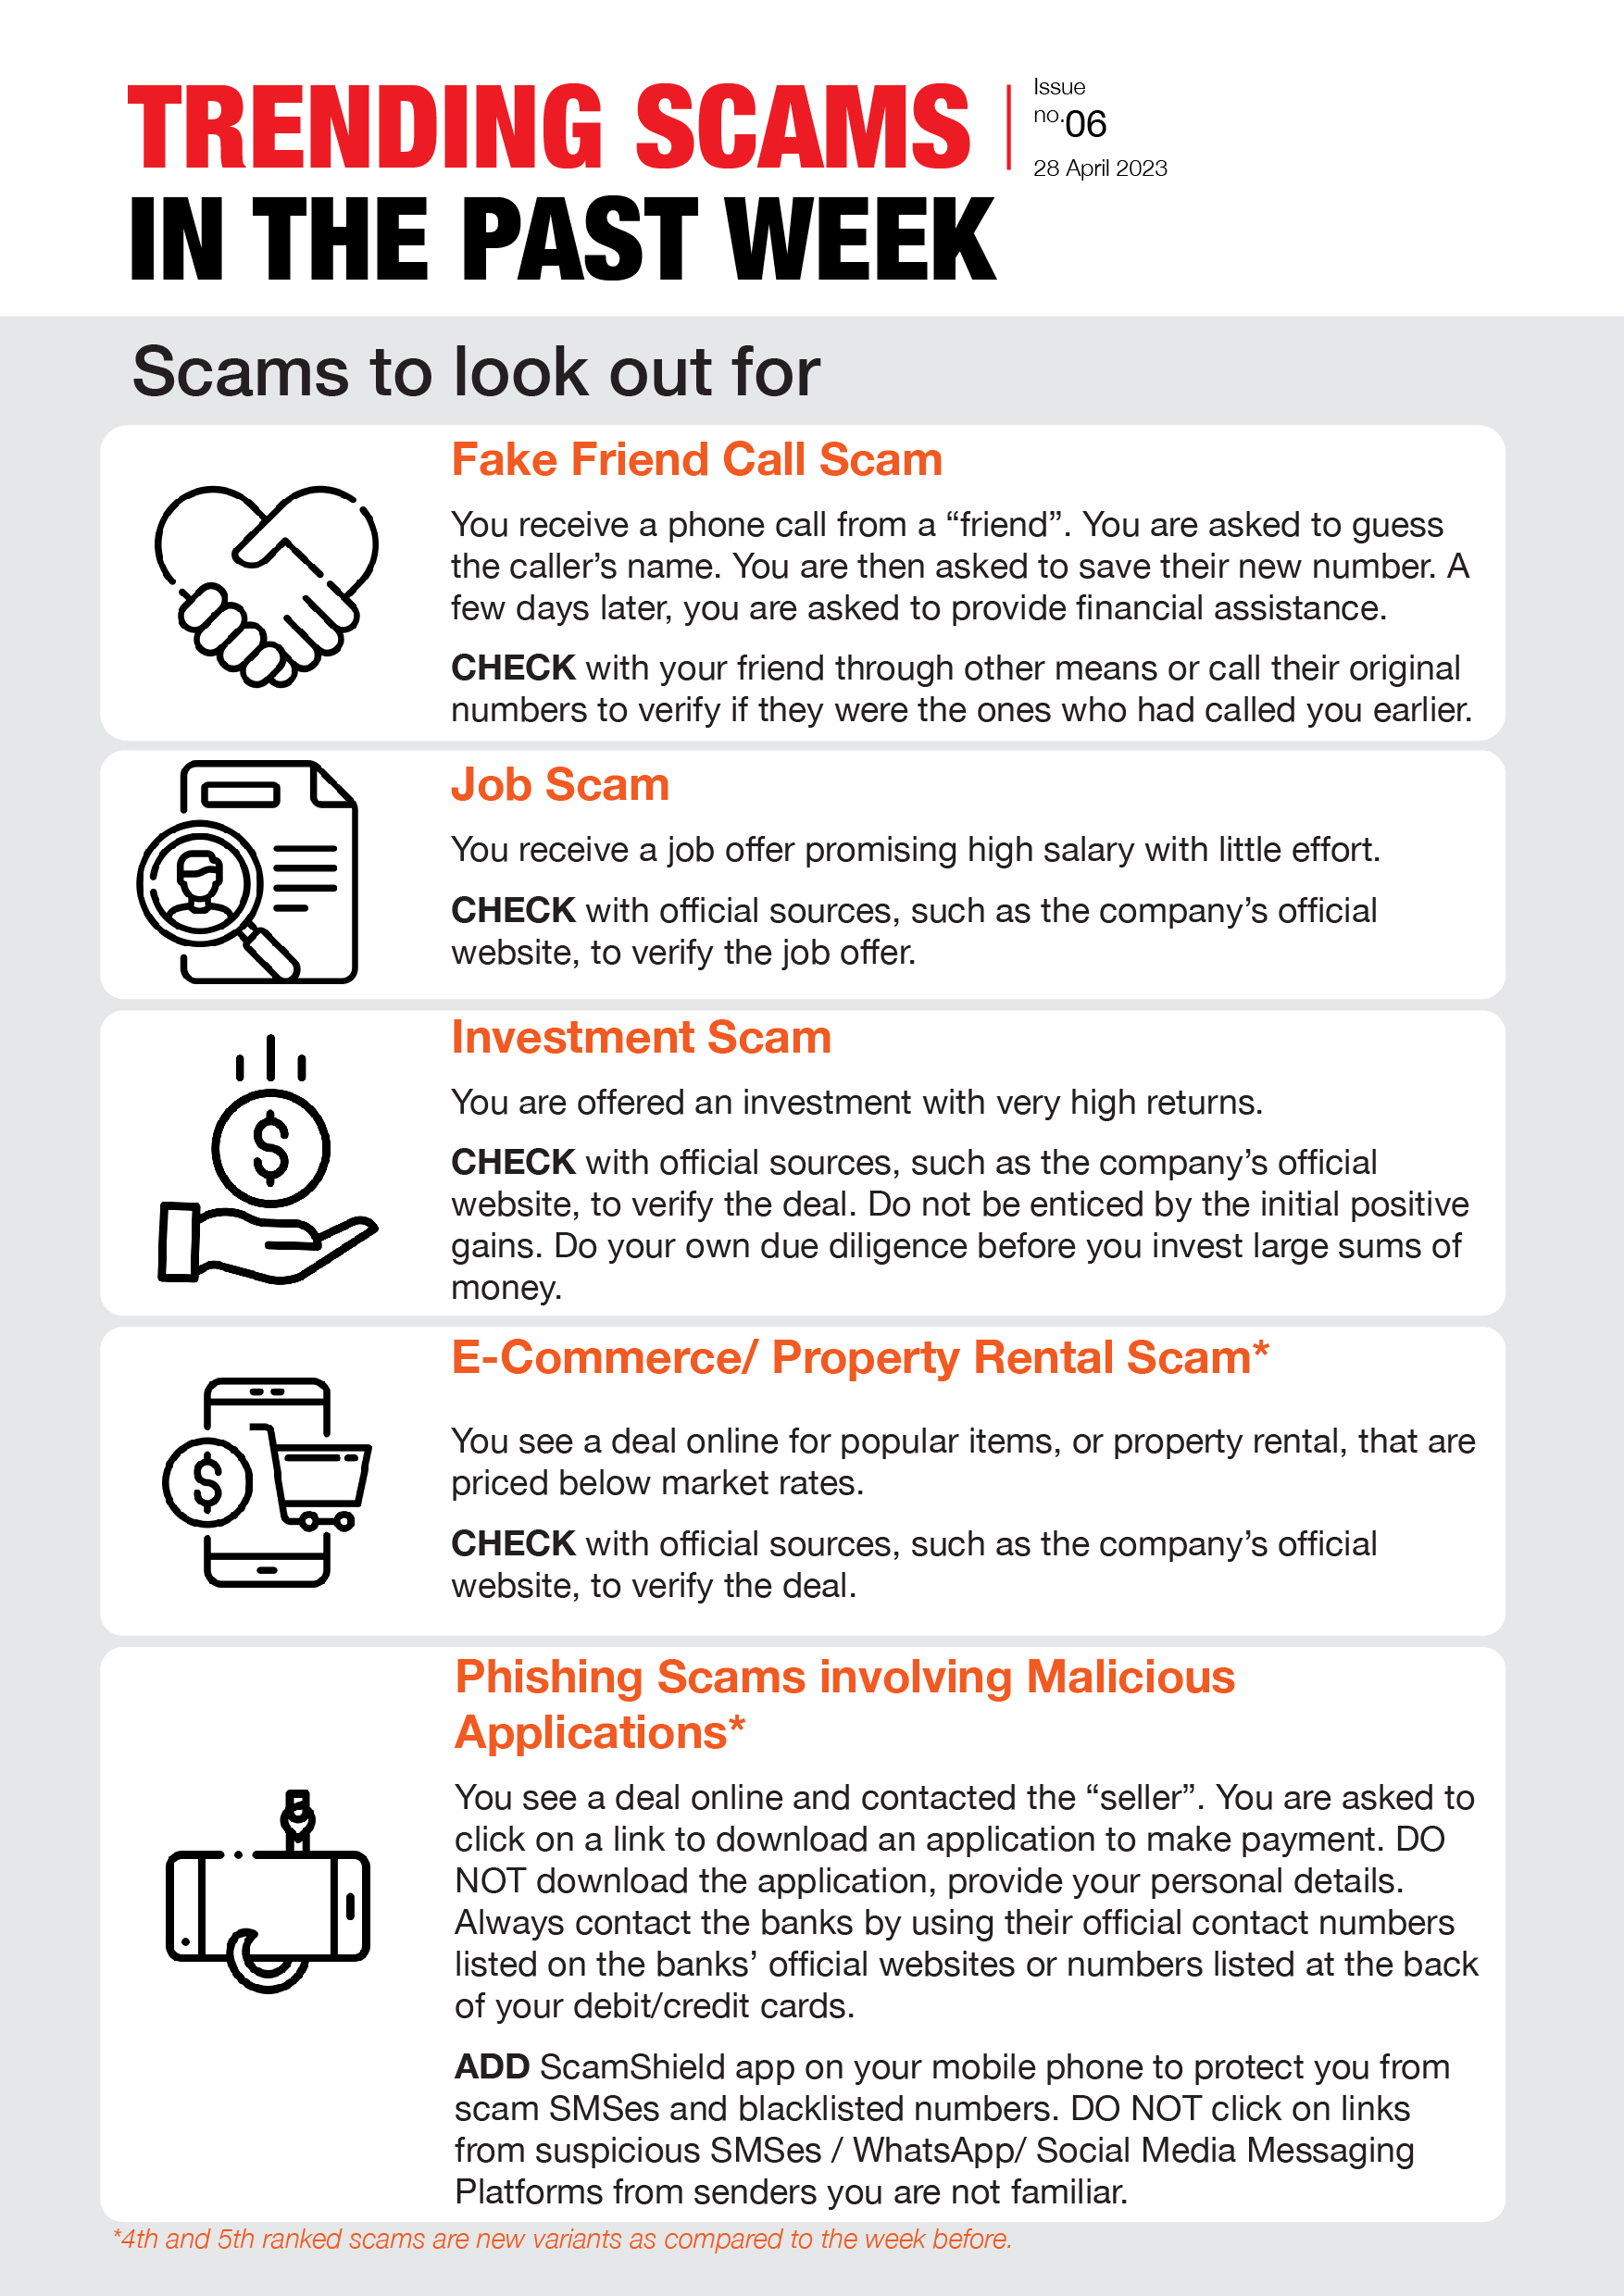 TRENDING SCAMS
IN THE PAST WEEK
Issue
no.06
28 April 2023
Scams to look out for
Fake Friend Call Scam
You receive a phone call from a “friend”. You are asked to guess
the caller’s name. You are then asked to save their new number. A
few days later, you are asked to provide financial assistance.
CHECK with your friend through other means or call their original
numbers to verify if they were the ones who had called you earlier.
Job Scam
You receive a job offer promising high salary with little effort.
CHECK with official sources, such as the company’s official
website, to verify the job offer.
Investment Scam
You are offered an investment with very high returns.
CHECK with official sources, such as the company’s official
website, to verify the deal. Do not be enticed by the initial positive
gains. Do your own due diligence before you invest large sums of
money.
E-Commerce/ Property Rental Scam*
You see a deal online for popular items, or property rental, that are
priced below market rates.
CHECK with official sources, such as the company’s official
website, to verify the deal.
Phishing Scams involving Malicious
Applications*
You see a deal online and contacted the “seller”. You are asked to
click on a link to download an application to make payment. DO
NOT download the application, provide your personal details.
Always contact the banks by using their official contact numbers
listed on the banks’ official websites or numbers listed at the back
of your debit/credit cards.
ADD ScamShield app on your mobile phone to protect you from
scam SMSes and blacklisted numbers. DO NOT click on links
from suspicious SMSes / WhatsApp/ Social Media Messaging
Platforms from senders you are not familiar.
*4th and 5th ranked scams are new variants as compared to the week before.